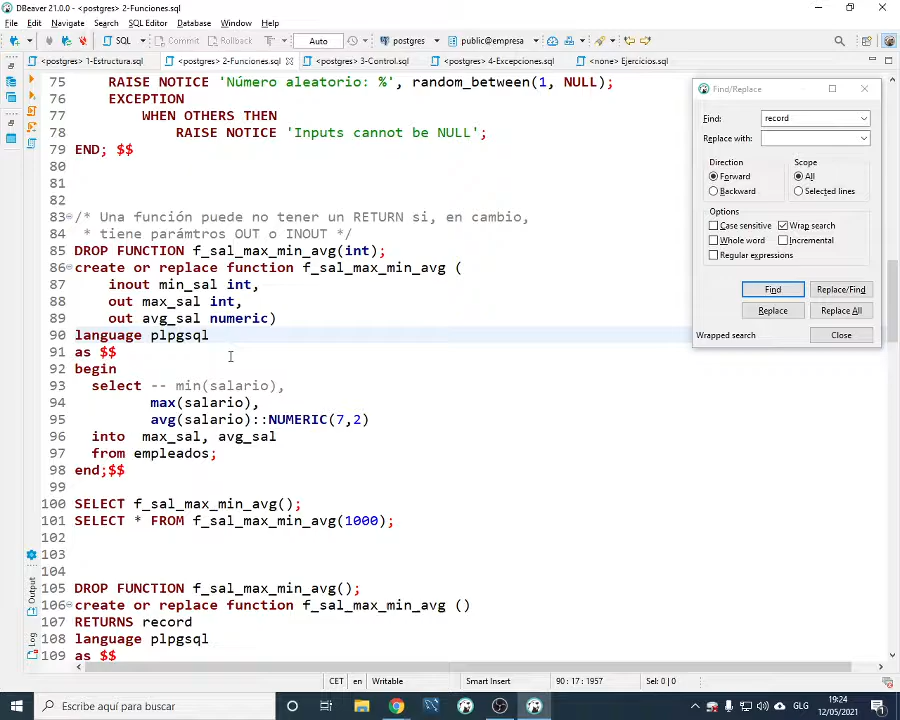 DBeaver 21.0.0 - <postgres> 2-Funciones.sql
File Edit Navigate Search SQL Editor Database Window Help
SQL Commit Rollback Auto postgres public@empresa
<postgres> 1-Estructura.sql <postgres> 2-Funciones.sql <postgres> 3-Control.sql <postgres> 4-Excepciones.sql <none> Ejercicios.sql
75 RAISE NOTICE 'Número aleatorio: %', random_between(1, NULL);
76 EXCEPTION
77 WHEN OTHERS THEN
78 RAISE NOTICE 'Inputs cannot be NULL';
79 END; $$
80
81
82
83 /* Una función puede no tener un RETURN si, en cambio,
84 * tiene parámtros OUT o INOUT */
85 DROP FUNCTION f_sal_max_min_avg(int);
86 create or replace function f_sal_max_min_avg (
87 inout min_sal int,
88 out max_sal int,
89 out avg_sal numeric)
90 language plpgsql
91 as $$
92 begin
93 select -- min(salario),
94 max(salario),
95 avg(salario)::NUMERIC(7,2)
96 into max_sal, avg_sal
97 from empleados;
98 end;$$
99
100 SELECT f_sal_max_min_avg();
101 SELECT * FROM f_sal_max_min_avg(1000);
102
103
104
105 DROP FUNCTION f_sal_max_min_avg();
106 create or replace function f_sal_max_min_avg ()
107 RETURNS record
108 language plpgsql
109 as $$
Output
Log
Find/Replace
Find: record
Replace with:
Direction Scope
Forward All
Backward Selected lines
Options
Case sensitive Wrap search
Whole word Incremental
Regular expressions
Find Replace/Find
Replace Replace All
Wrapped search Close
CET en Writable Smart Insert 90 : 17 : 1957 Sel: 0 | 0
Escribe aquí para buscar
GLG 19:24
12/05/2021
1